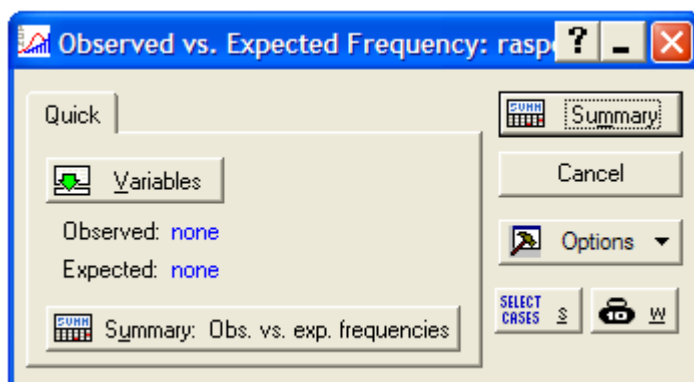 Observed vs. Expected Frequency: rasp
?
Quick
Variables
Observed: none
Expected: none
SUMM Summary: Obs. vs. exp. frequencies
SUMM Summary
Cancel
Options
SELECT CASES S
W